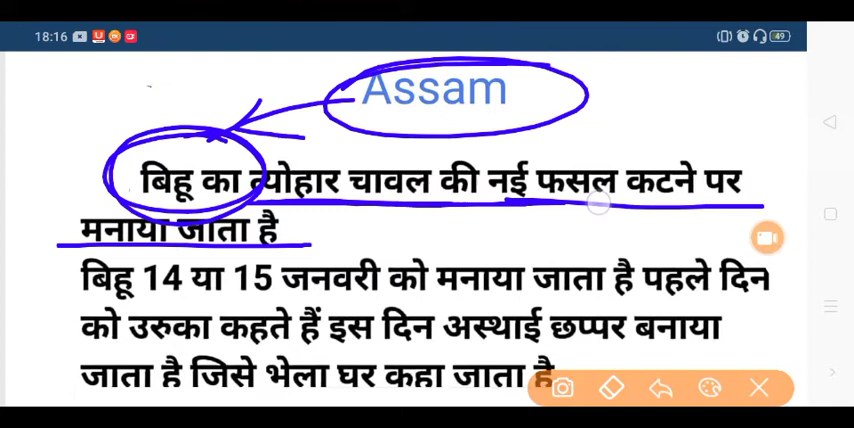 18:16
49
Assam
बिहू का त्योहार चावल की नई फसल कटने पर
मनाया जाता है
बिहू 14 या 15 जनवरी को मनाया जाता है पहले दिन
को उरुका कहते हैं इस दिन अस्थाई छप्पर बनाया
जाता है जिसे भेला घर कहा जाता है